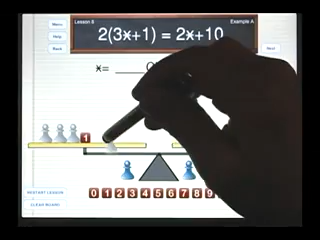 Menu
Lesson 8
Example A
Help
Back
Next
2(3x+1) = 2x+10
x= ___
1
RESTART LESSON
CLEAR BOARD
0 1 2 3 4 5 6 7 8 9